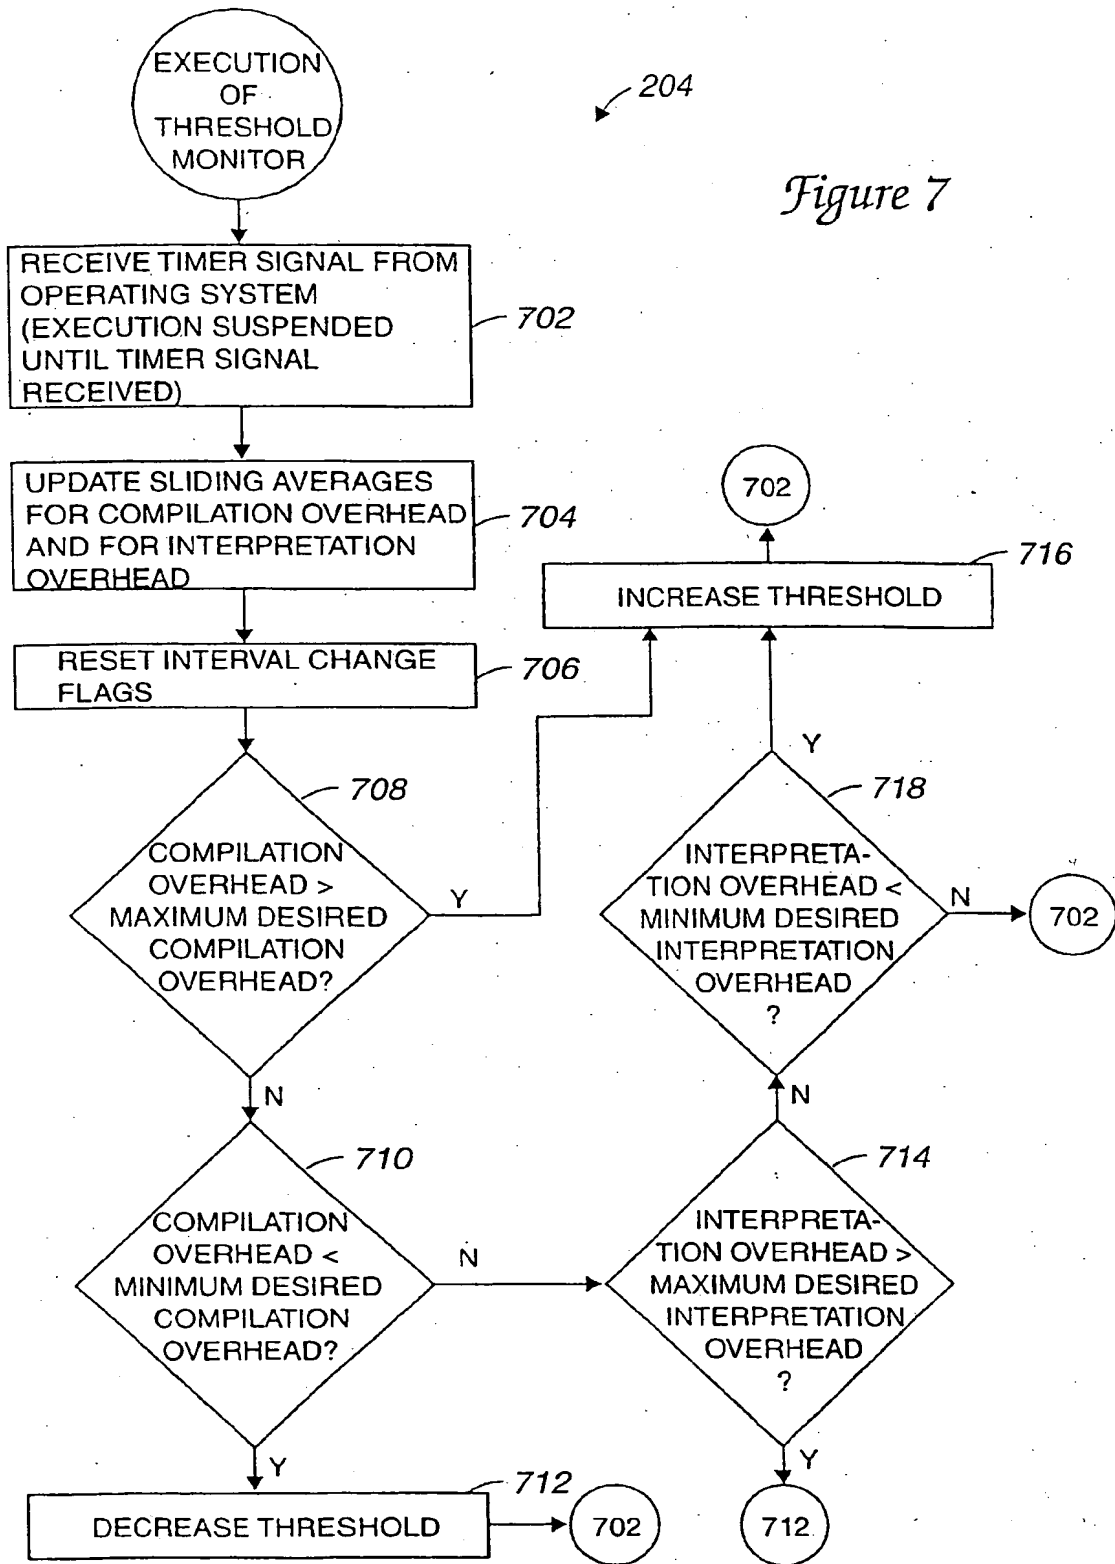 EXECUTION
OF
THRESHOLD
MONITOR
204
Figure 7
RECEIVE TIMER SIGNAL FROM
OPERATING SYSTEM
(EXECUTION SUSPENDED
UNTIL TIMER SIGNAL
RECEIVED)
702
UPDATE SLIDING AVERAGES
FOR COMPILATION OVERHEAD
AND FOR INTERPRETATION
OVERHEAD
704
702
716
INCREASE THRESHOLD
RESET INTERVAL CHANGE
FLAGS
706
708
COMPILATION
OVERHEAD >
MAXIMUM DESIRED
COMPILATION
OVERHEAD?
Y
N
Y
718
INTERPRETA-
TION OVERHEAD <
MINIMUM DESIRED
INTERPRETATION
OVERHEAD
?
N
702
N
710
COMPILATION
OVERHEAD <
MINIMUM DESIRED
COMPILATION
OVERHEAD?
N
Y
714
INTERPRETA-
TION OVERHEAD >
MAXIMUM DESIRED
INTERPRETATION
OVERHEAD
?
Y
712
DECREASE THRESHOLD
702
712